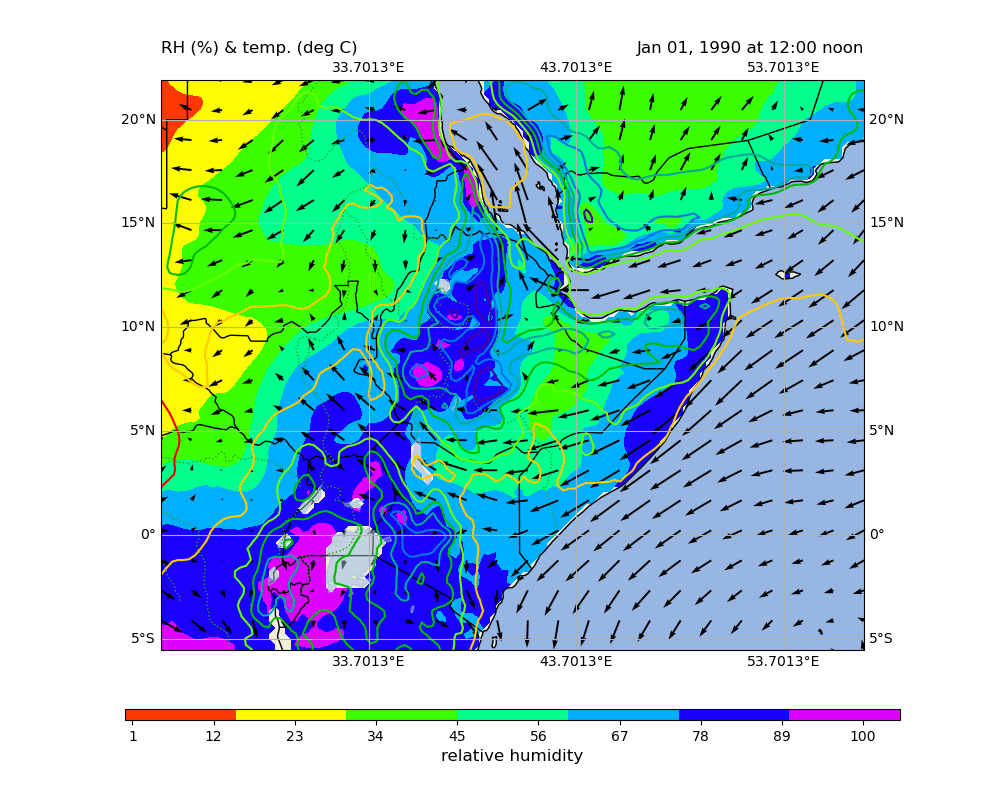 RH (%) & temp. (deg C) Jan 01, 1990 at 12:00 noon
33.7013°E 43.7013°E 53.7013°E
20°N 20°N
15°N 15°N
10°N 10°N
5°N 5°N
0° 0°
5°S 5°S
33.7013°E 43.7013°E 53.7013°E
1 12 23 34 45 56 67 78 89 100
relative humidity